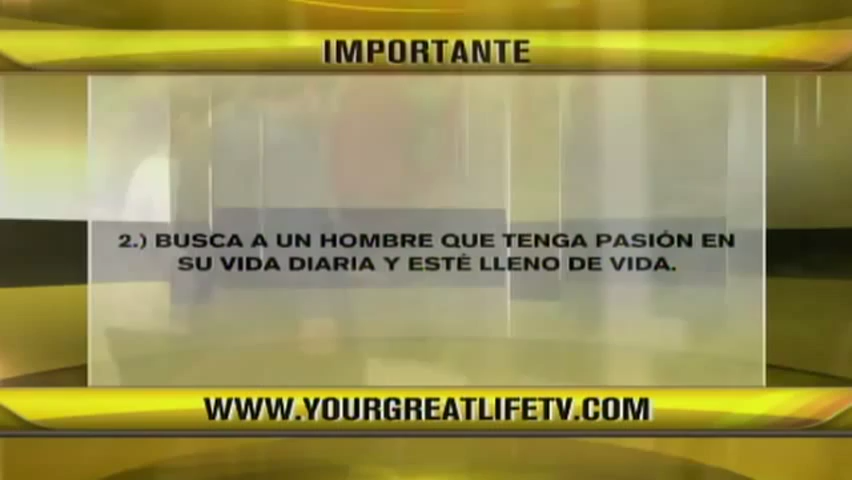 IMPORTANTE
2.) BUSCA A UN HOMBRE QUE TENGA PASIÓN EN
SU VIDA DIARIA Y ESTÉ LLENO DE VIDA.
WWW.YOURGREATLIFETV.COM